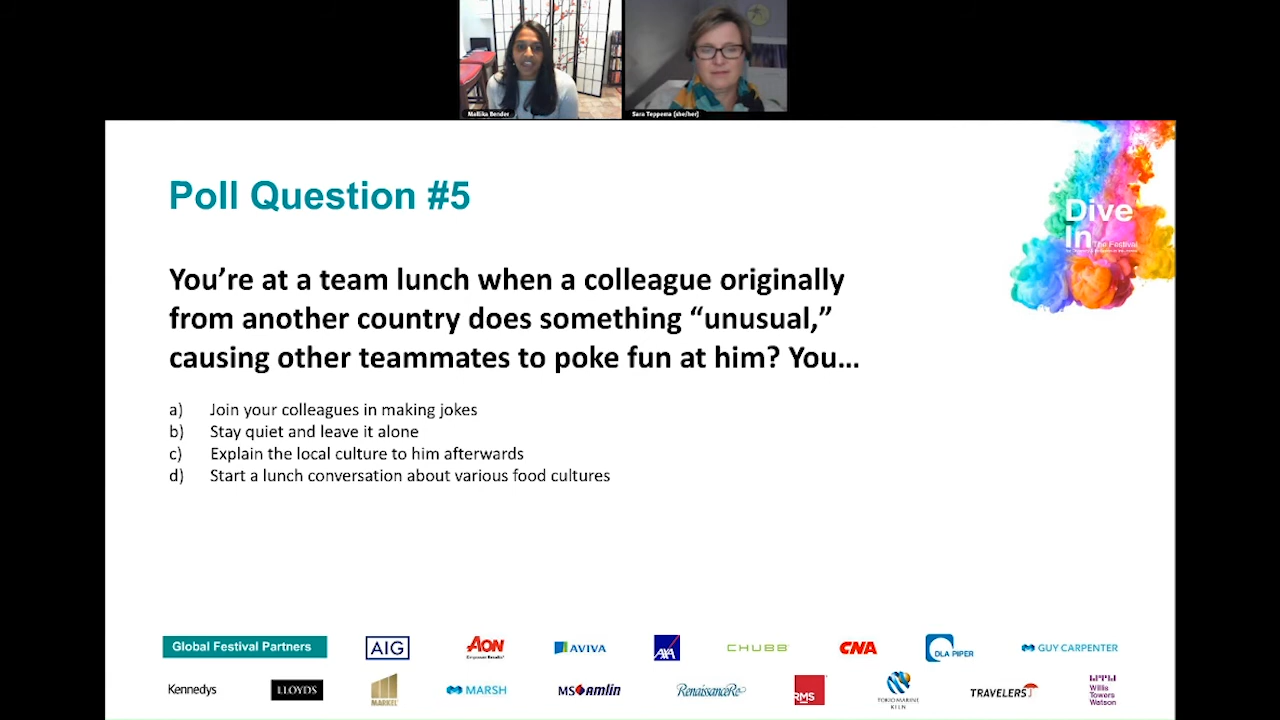 Mallika Bender
Sara Teppema (she/her)
Poll Question #5
Dive
In The Festival
You’re at a team lunch when a colleague originally
from another country does something “unusual,”
causing other teammates to poke fun at him? You...
a) Join your colleagues in making jokes
b) Stay quiet and leave it alone
c) Explain the local culture to him afterwards
d) Start a lunch conversation about various food cultures
Global Festival Partners
AIG
AON
Empower Results®
AVIVA
AXA
CHUBB
CNA
DLA PIPER
GUY CARPENTER
Kennedys
LLOYDS
MARKEL
MARSH
MS Amlin
RenaissanceRe
RMS
TOKIO MARINE
KILN
TRAVELERS
Willis
Towers
Watson